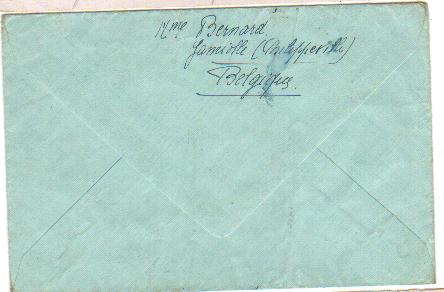 Mme Bernard
Jamiolle (Philippeville)
Belgique.